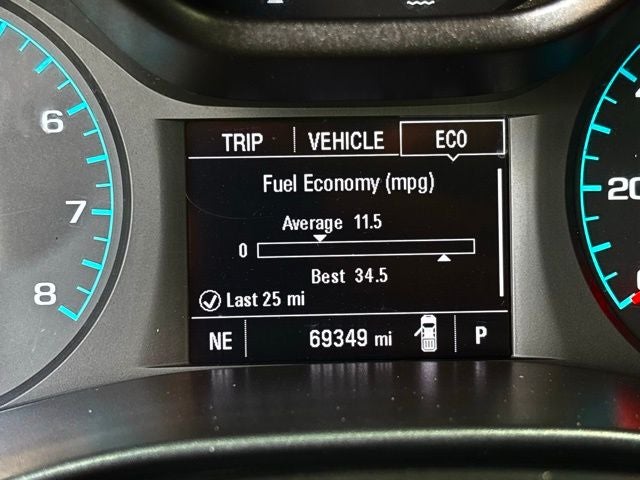 TRIP VEHICLE ECO
Fuel Economy (mpg)
Average 11.5
0
Best 34.5
Last 25 mi
NE 69349 mi P
6
7
8